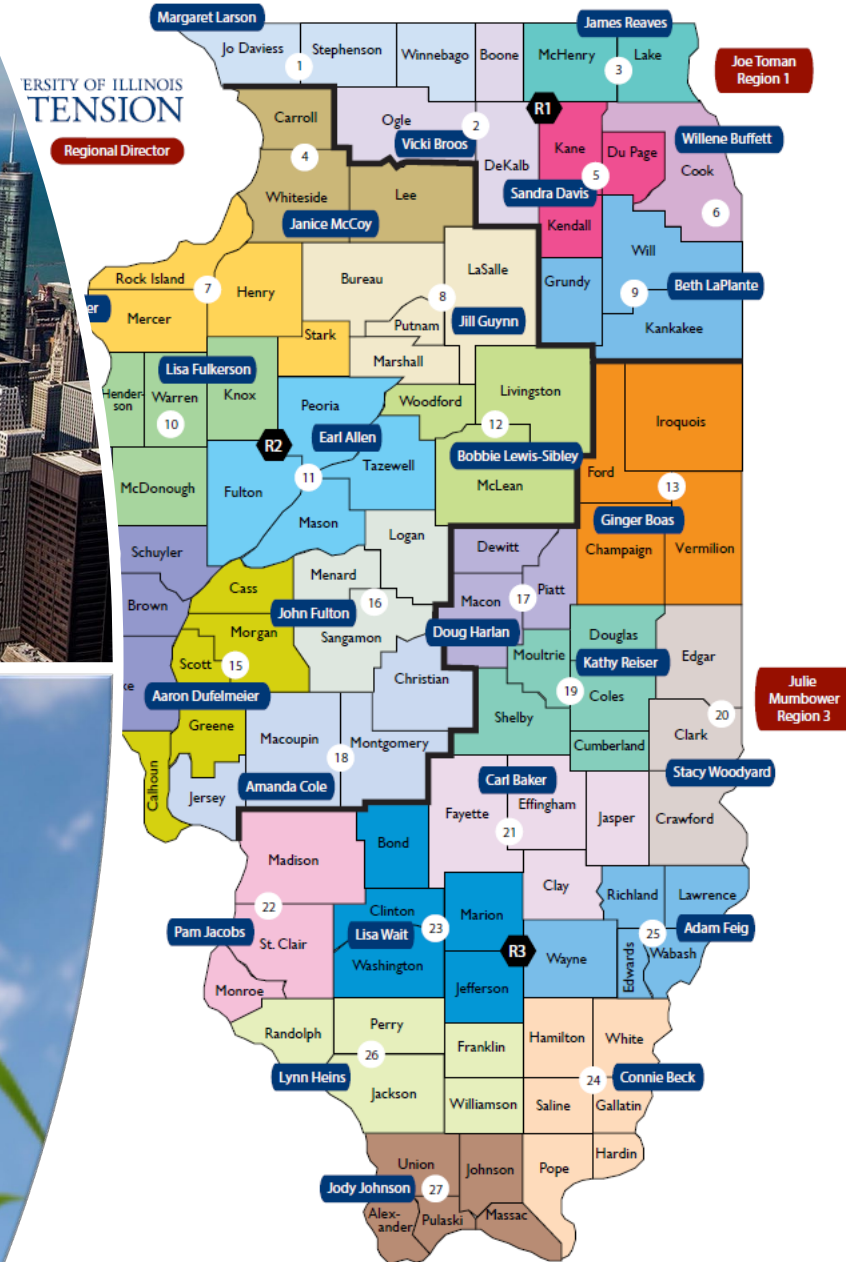 Margaret Larson
James Reaves
Jo Daviess
Stephenson
Winnebago
Boone
McHenry
Lake
1
3
Joe Toman
Region 1
ERSITY OF ILLINOIS
TENSION
Regional Director
Carroll
Ogle
2
R1
Vicki Broos
DeKalb
Kane
Du Page
Willene Buffett
Cook
4
5
Whiteside
Lee
Sandra Davis
6
Janice McCoy
Kendall
Will
Rock Island
7
Henry
Bureau
LaSalle
Grundy
9
Beth LaPlante
er
Mercer
8
Putnam
Jill Guynn
Kankakee
Stark
Marshall
Lisa Fulkerson
Hender-
son
Warren
Knox
Peoria
Woodford
Livingston
Iroquois
10
R2
Earl Allen
12
Bobbie Lewis-Sibley
Tazewell
McLean
Ford
13
McDonough
Fulton
11
Mason
Ginger Boas
Logan
Dewitt
Champaign
Vermilion
Schuyler
Menard
Cass
16
Macon
17
Piatt
Brown
John Fulton
Morgan
Sangamon
Doug Harlan
Douglas
Scott
15
Moultrie
Kathy Reiser
Edgar
ke
Aaron Dufelmeier
Christian
19
Coles
Julie
Mumbower
Region 3
Greene
Shelby
20
Macoupin
Montgomery
Clark
Cumberland
18
Calhoun
Jersey
Amanda Cole
Carl Baker
Stacy Woodyard
Fayette
Effingham
Jasper
Crawford
21
Bond
Madison
Clay
Richland
Lawrence
22
Clinton
Marion
Pam Jacobs
St. Clair
Lisa Wait
23
25
Adam Feig
R3
Wayne
Edwards
Wabash
Washington
Monroe
Jefferson
Randolph
Perry
Franklin
Hamilton
White
26
Lynn Heins
Jackson
24
Connie Beck
Williamson
Saline
Gallatin
Union
Johnson
Pope
Hardin
Jody Johnson
27
Alex-
ander
Pulaski
Massac